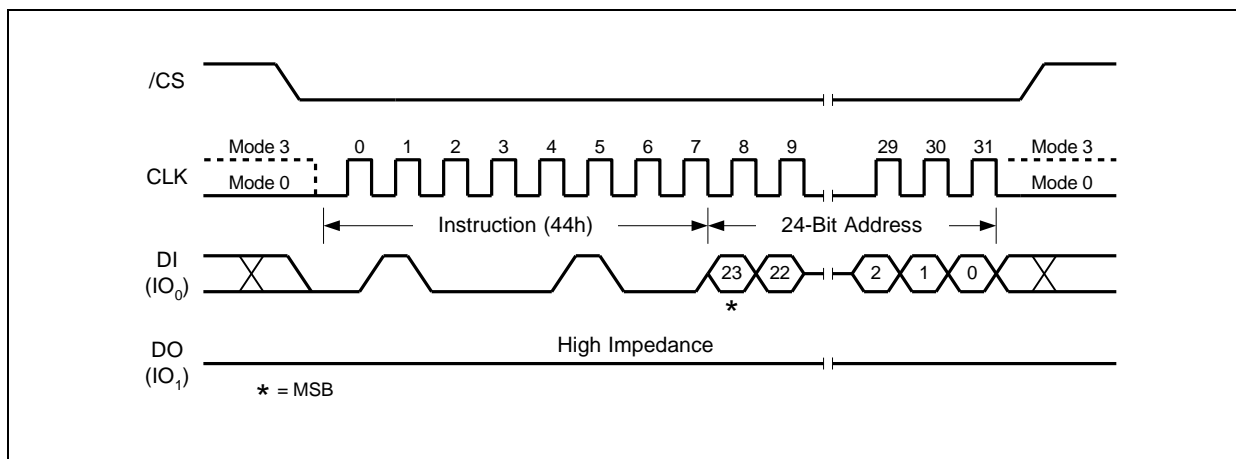 /CS
Mode 3 0 1 2 3 4 5 6 7 8 9 29 30 31 Mode 3
CLK
Mode 0 Mode 0
Instruction (44h) 24-Bit Address
DI
(IO0)
23 22 2 1 0
*
High Impedance
DO
(IO1)
* = MSB